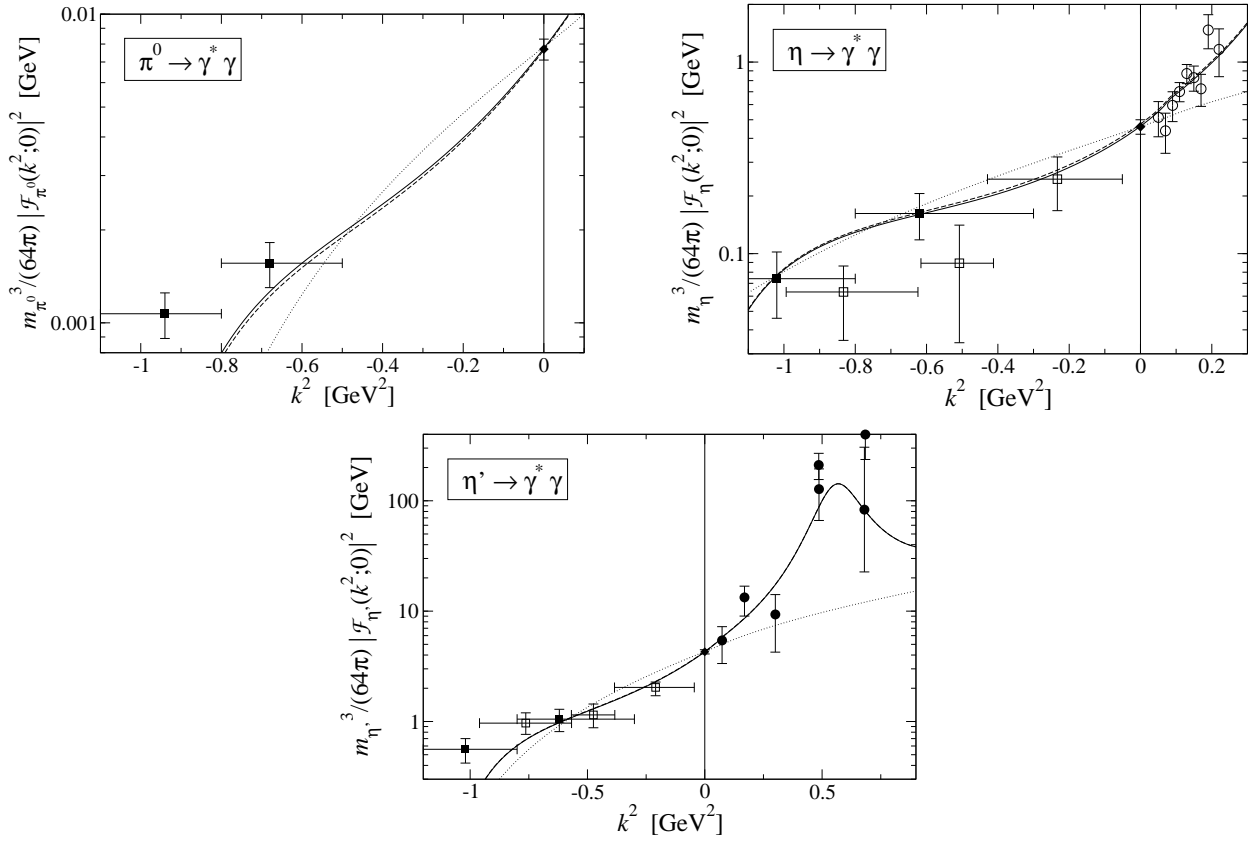 π⁰ → γ* γ
m_π⁰³/(64π) |ℱ_π⁰(k²;0)|² [GeV]
0.01
0.001
-1 -0.8 -0.6 -0.4 -0.2 0
k² [GeV²]
η → γ* γ
m_η³/(64π) |ℱ_η(k²;0)|² [GeV]
1
0.1
-1 -0.8 -0.6 -0.4 -0.2 0 0.2
k² [GeV²]
η’ → γ* γ
m_η’³/(64π) |ℱ_η’(k²;0)|² [GeV]
100
10
1
-1 -0.5 0 0.5
k² [GeV²]